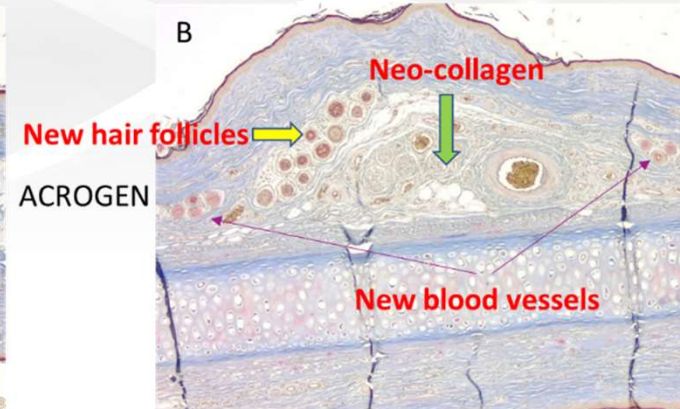 B
Neo-collagen
New hair follicles
ACROGEN
New blood vessels